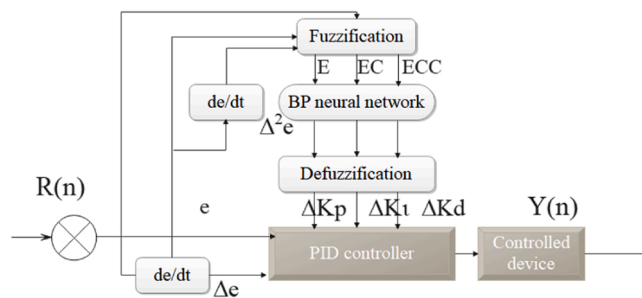 Fuzzification
E EC ECC
de/dt
BP neural network
Δ²e
Defuzzification
R(n)
e
ΔKp ΔKι ΔKd
Y(n)
PID controller
Controlled
device
de/dt
Δe